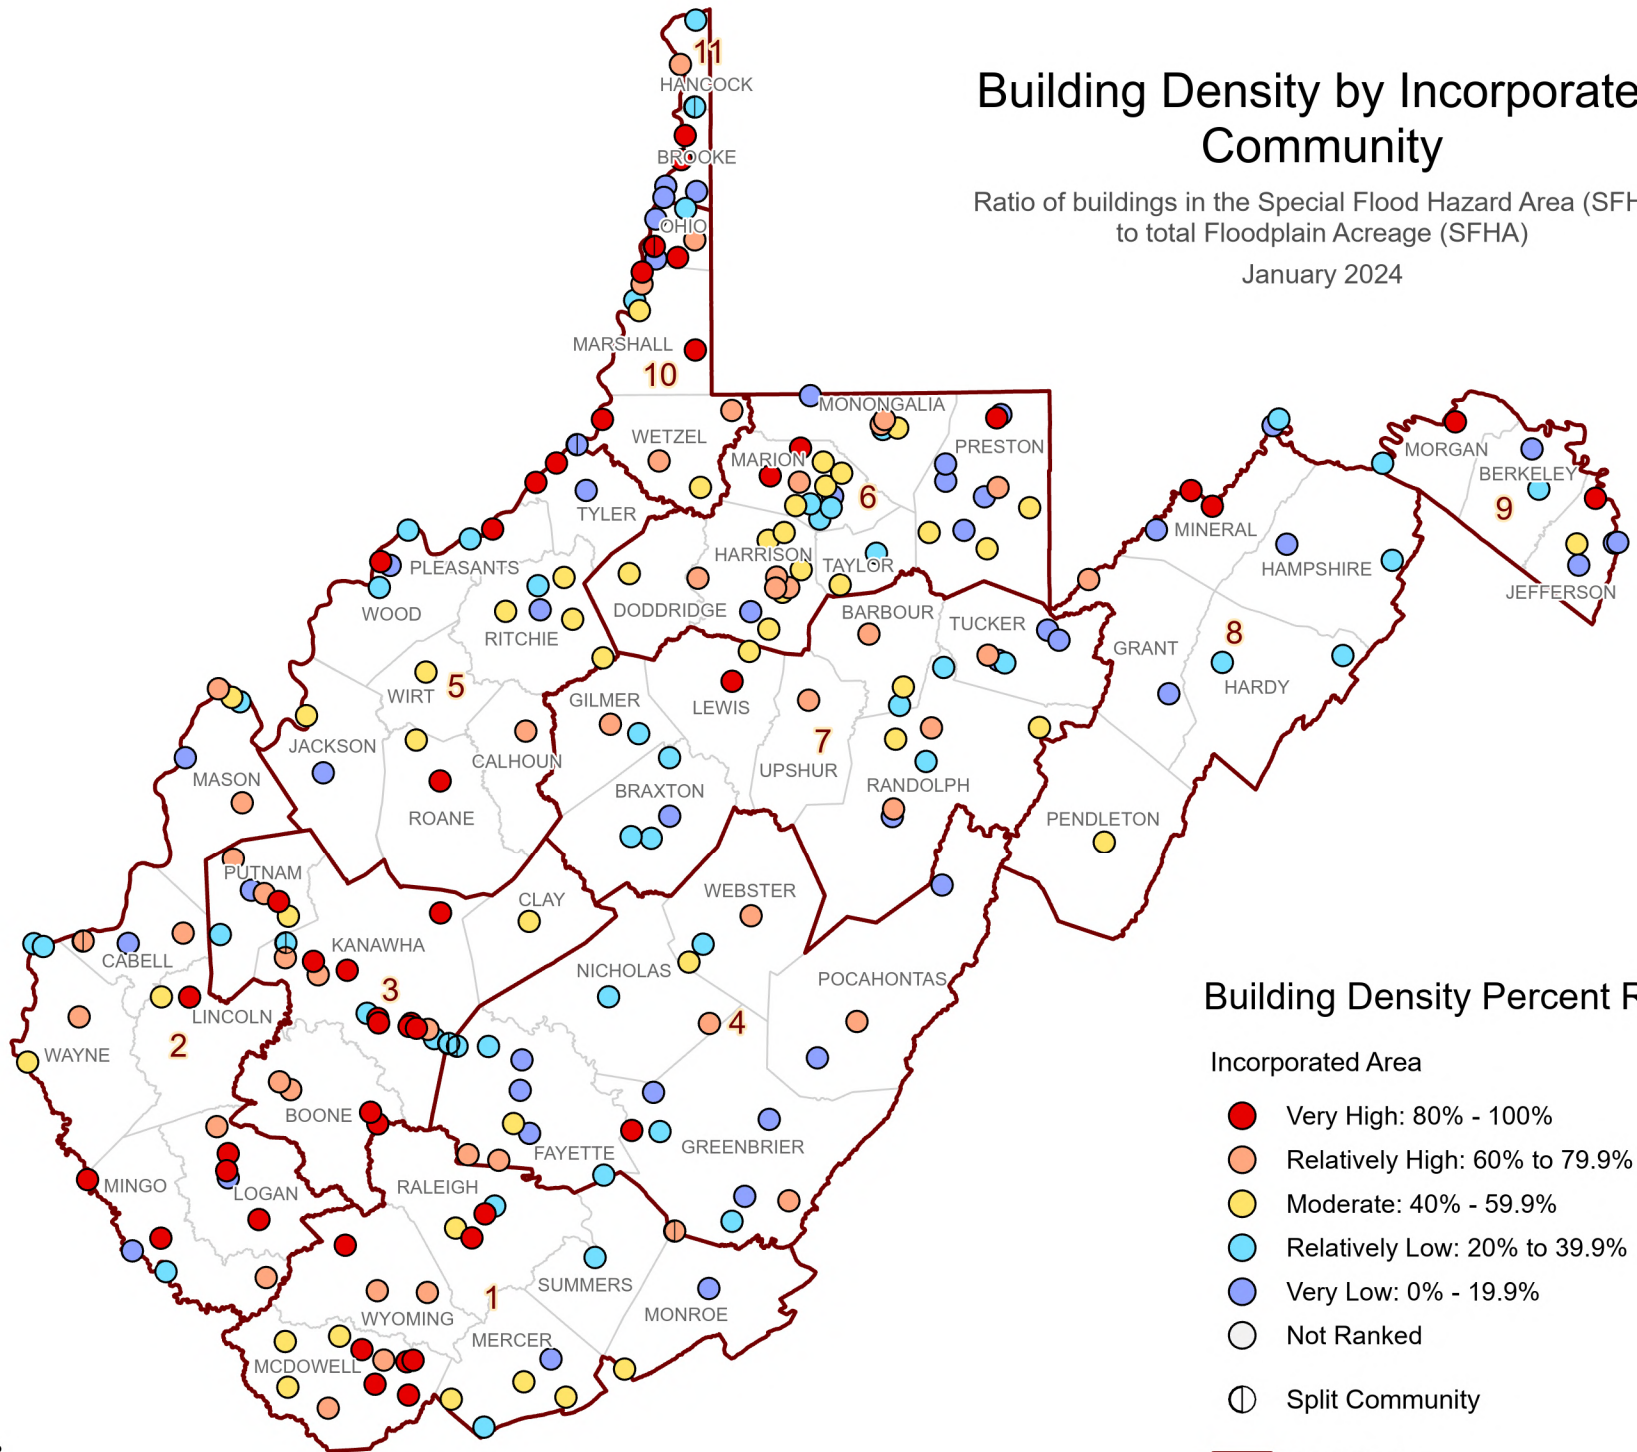 Building Density by Incorporate
Community
Ratio of buildings in the Special Flood Hazard Area (SFH
to total Floodplain Acreage (SFHA)
January 2024
11
HANCOCK
BROOKE
OHIO
MARSHALL
10
WETZEL
MONONGALIA
PRESTON
MARION
6
TYLER
HARRISON
TAYLOR
PLEASANTS
WOOD
RITCHIE
DODDRIDGE
BARBOUR
TUCKER
MORGAN
BERKELEY
9
JEFFERSON
MINERAL
HAMPSHIRE
GRANT
8
HARDY
WIRT
5
GILMER
LEWIS
7
UPSHUR
RANDOLPH
JACKSON
CALHOUN
ROANE
BRAXTON
MASON
PENDLETON
PUTNAM
CLAY
WEBSTER
KANAWHA
CABELL
3
NICHOLAS
POCAHONTAS
LINCOLN
4
2
WAYNE
BOONE
FAYETTE
GREENBRIER
MINGO
LOGAN
RALEIGH
SUMMERS
1
WYOMING
MONROE
MERCER
MCDOWELL
Building Density Percent R
Incorporated Area
Very High: 80% - 100%
Relatively High: 60% to 79.9%
Moderate: 40% - 59.9%
Relatively Low: 20% to 39.9%
Very Low: 0% - 19.9%
Not Ranked
Split Community